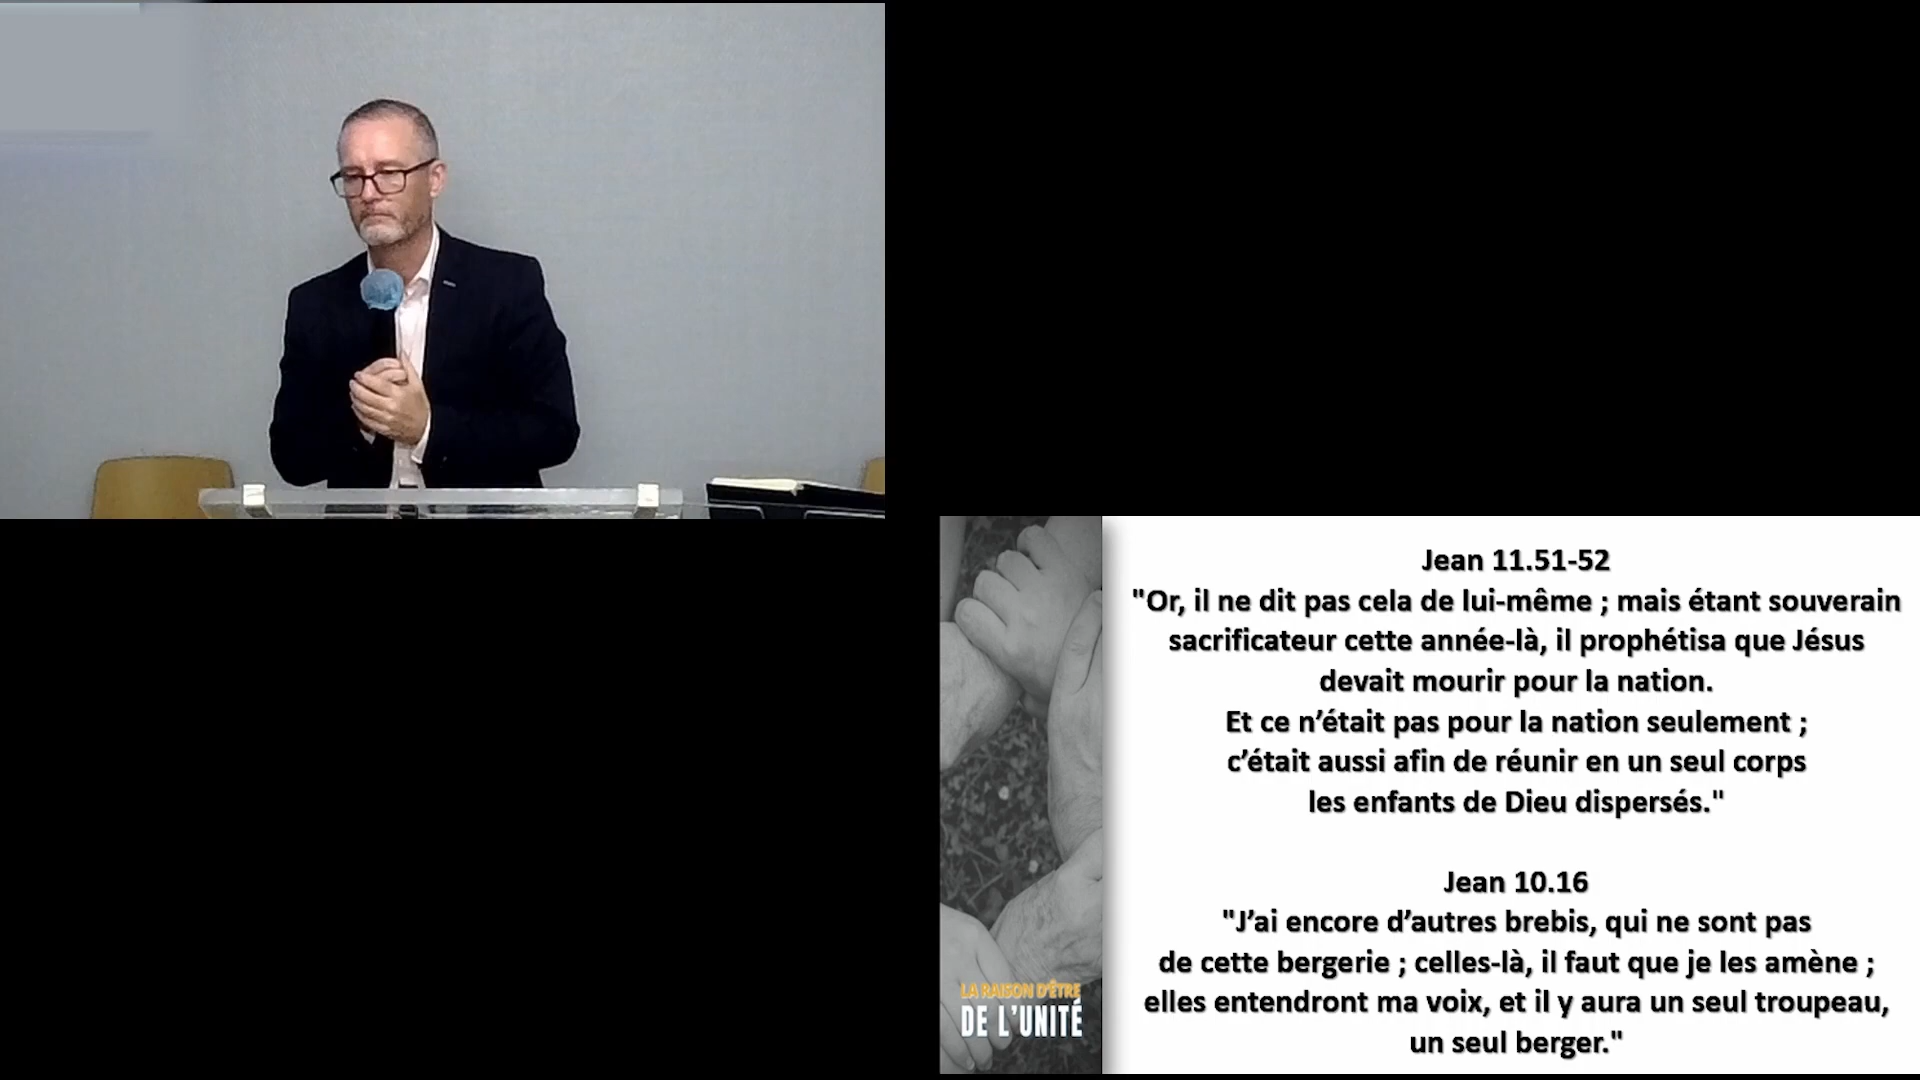 Jean 11.51-52
"Or, il ne dit pas cela de lui-même ; mais étant souverain
sacrificateur cette année-là, il prophétisa que Jésus
devait mourir pour la nation.
Et ce n’était pas pour la nation seulement ;
c’était aussi afin de réunir en un seul corps
les enfants de Dieu dispersés."
Jean 10.16
"J’ai encore d’autres brebis, qui ne sont pas
de cette bergerie ; celles-là, il faut que je les amène ;
elles entendront ma voix, et il y aura un seul troupeau,
un seul berger."
LA RAISON D’ÊTRE
DE L’UNITÉ